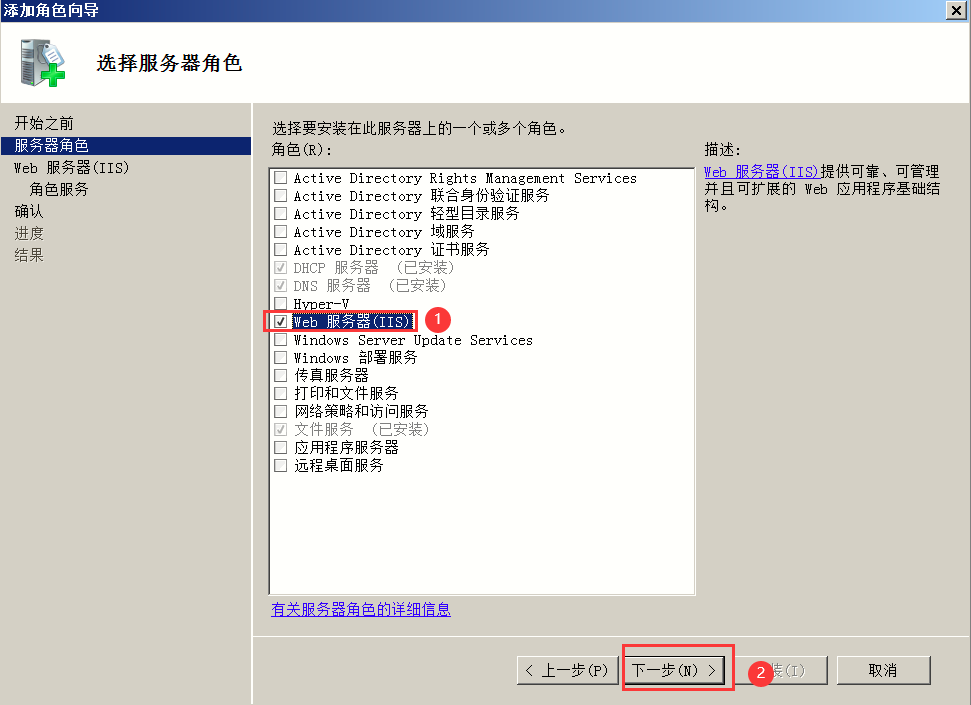 添加角色向导
选择服务器角色
开始之前
服务器角色
Web 服务器(IIS)
角色服务
确认
进度
结果
选择要安装在此服务器上的一个或多个角色。
角色(R):
Active Directory Rights Management Services
Active Directory 联合身份验证服务
Active Directory 轻型目录服务
Active Directory 域服务
Active Directory 证书服务
DHCP 服务器 （已安装）
DNS 服务器 （已安装）
Hyper-V
Web 服务器(IIS)
1
Windows Server Update Services
Windows 部署服务
传真服务器
打印和文件服务
网络策略和访问服务
文件服务 （已安装）
应用程序服务器
远程桌面服务
有关服务器角色的详细信息
描述:
Web 服务器(IIS)提供可靠、可管理
并且可扩展的 Web 应用程序基础结
构。
< 上一步(P)
下一步(N) >
2
装(I)
取消